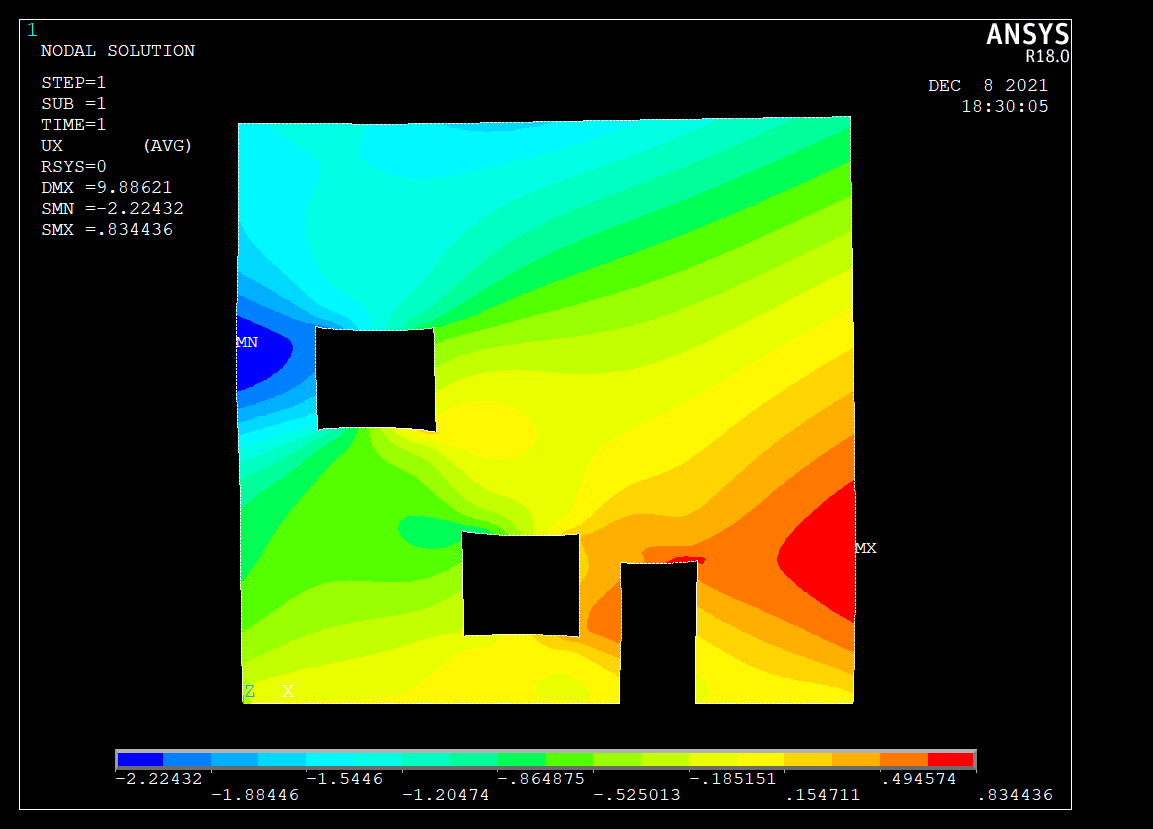 1
ANSYS
R18.0
NODAL SOLUTION
STEP=1
SUB =1
TIME=1
UX (AVG)
RSYS=0
DMX =9.88621
SMN =-2.22432
SMX =.834436
DEC 8 2021
18:30:05
MN
MX
Z X
-2.22432 -1.5446 -.864875 -.185151 .494574
-1.88446 -1.20474 -.525013 .154711 .834436